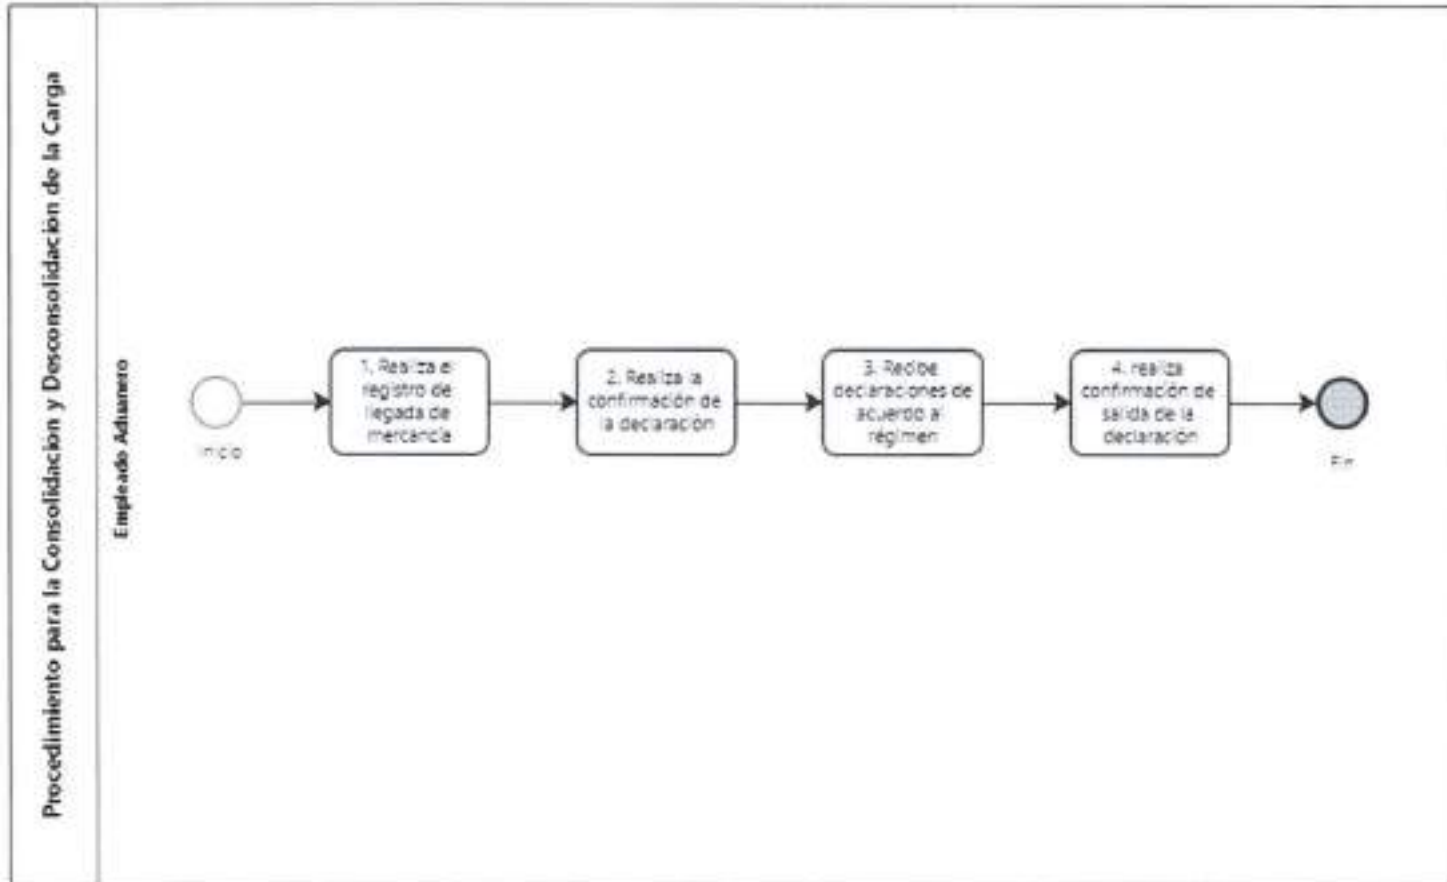 Procedimiento para la Consolidación y Desconsolidación de la Carga
Empleado Aduanero
Inicio
1. Realiza el
registro de
llegada de
mercancía
2. Realiza la
confirmación de
la declaración
3. Recibe
declaraciones de
acuerdo al
régimen
4. realiza
confirmación de
salida de la
declaración
Fin